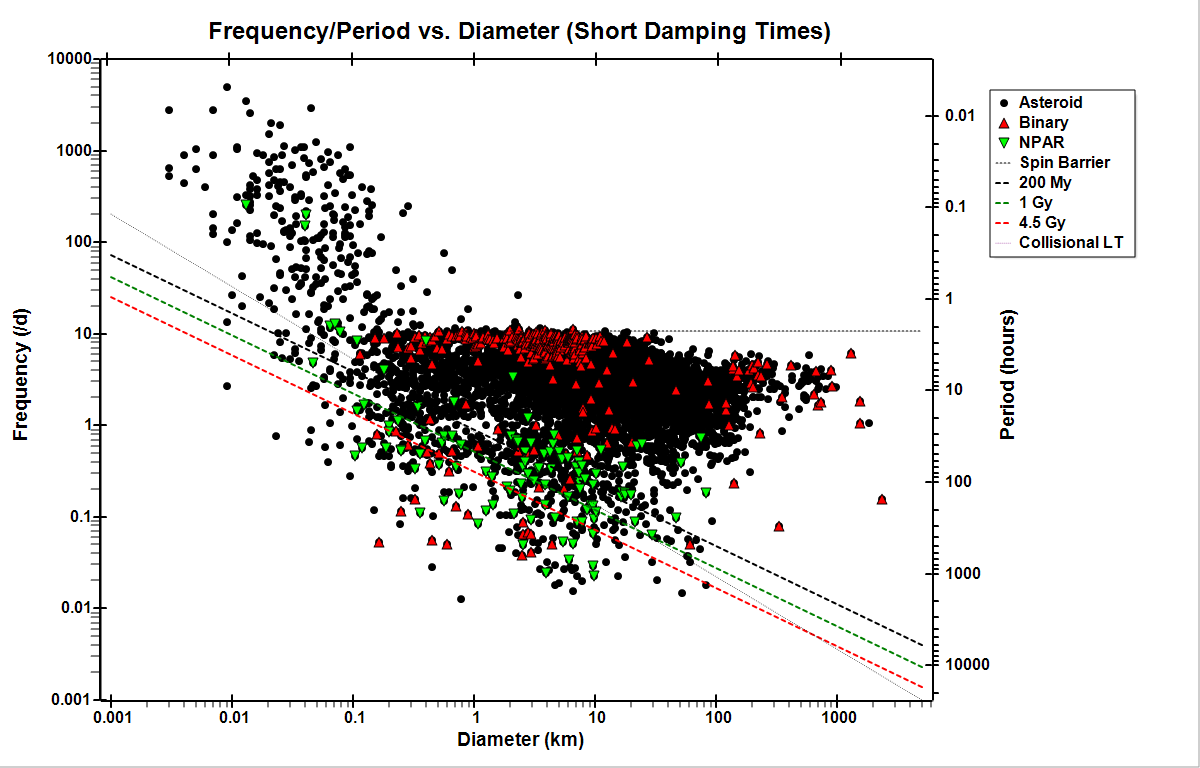 Frequency/Period vs. Diameter (Short Damping Times)
10000
1000
100
10
1
0.1
0.01
0.001
Frequency (/d)
0.001
0.01
0.1
1
10
100
1000
Diameter (km)
0.01
0.1
1
10
100
1000
10000
Period (hours)
Asteroid
Binary
NPAR
Spin Barrier
200 My
1 Gy
4.5 Gy
Collisional LT